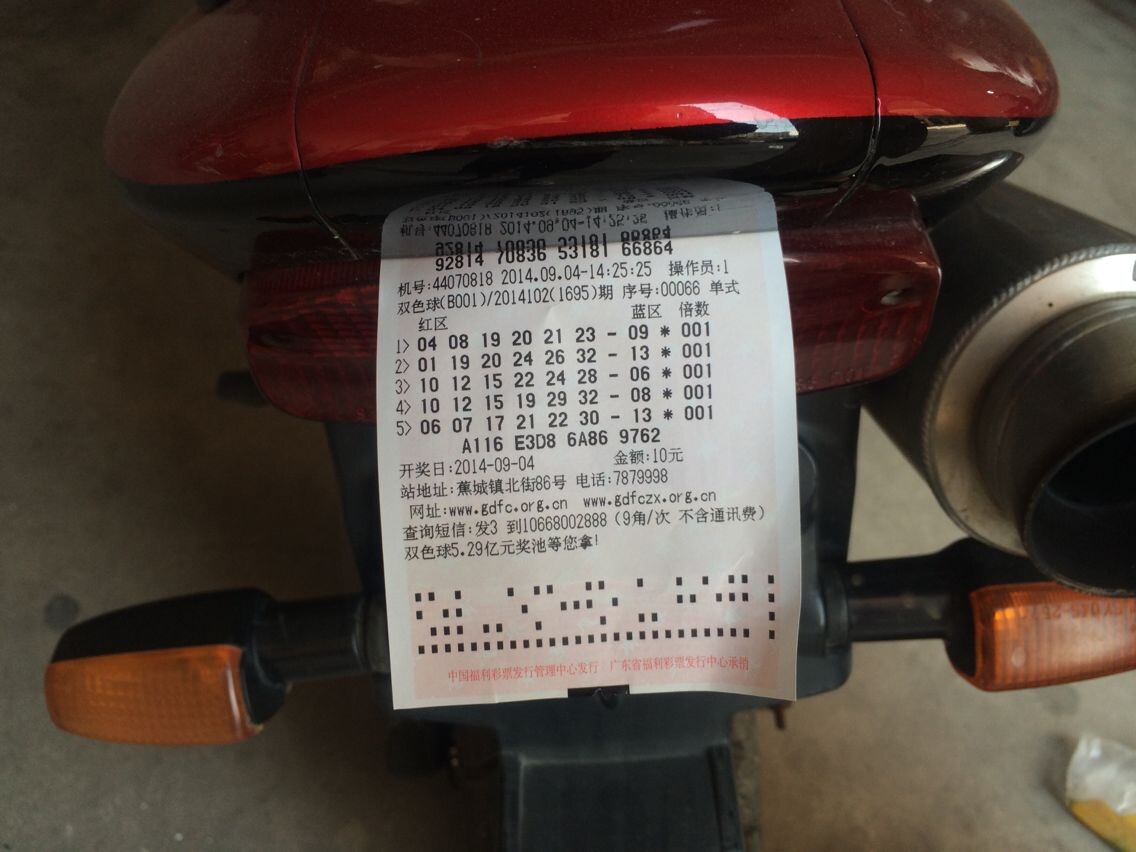 92814 70836 53181 66864
机号:44070818 2014.09.04-14:25:25 操作员:1
双色球(B001)/2014102(1695)期 序号:00066 单式
红区 蓝区 倍数
1> 04 08 19 20 21 23 - 09 * 001
2> 01 19 20 24 26 32 - 13 * 001
3> 10 12 15 22 24 28 - 06 * 001
4> 10 12 15 19 29 32 - 08 * 001
5> 06 07 17 21 22 30 - 13 * 001
A116 E3D8 6A86 9762
开奖日:2014-09-04 金额:10元
站地址:蕉城镇北街86号 电话:7879998
网址:www.gdfc.org.cn www.gdfczx.org.cn
查询短信:发3 到10668002888（9角/次 不含通讯费）
双色球5.29亿元奖池等您拿!
中国福利彩票发行管理中心发行 广东省福利彩票发行中心承销